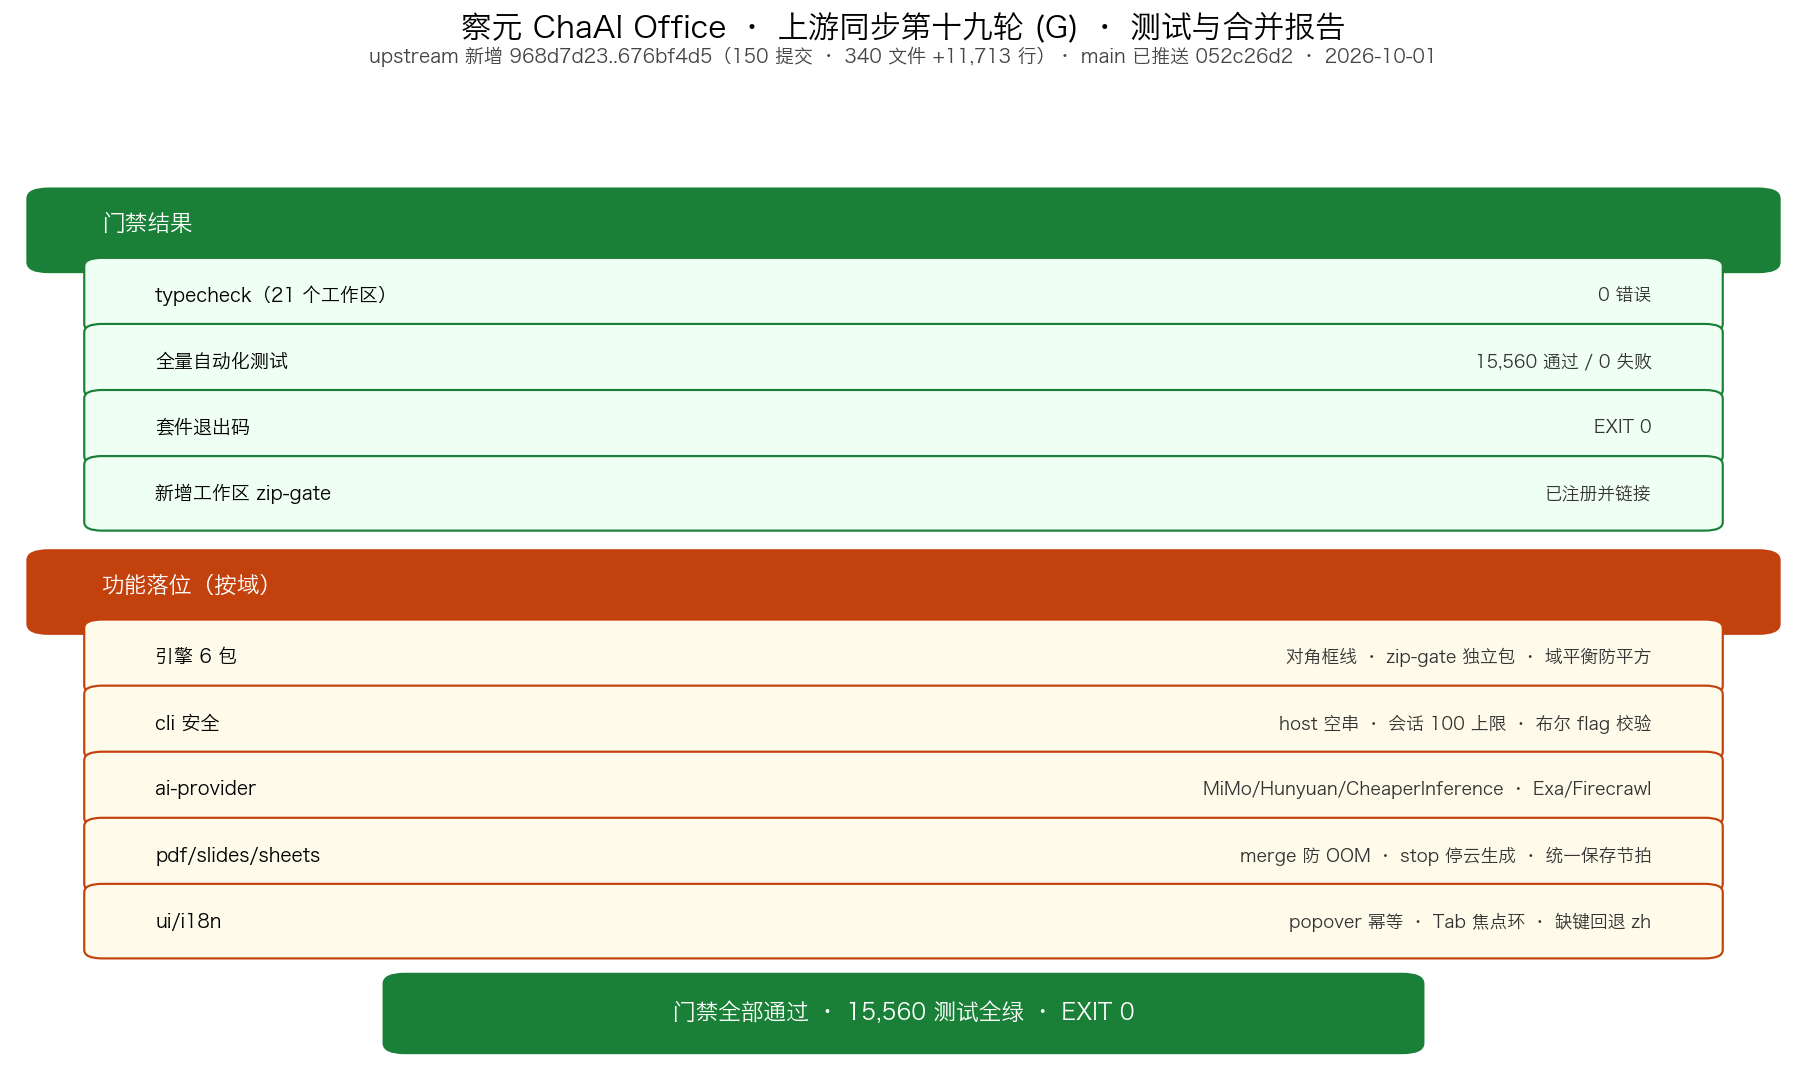 察元 ChaAI Office · 上游同步第十九轮 (G) · 测试与合并报告
upstream 新增 968d7d23..676bf4d5（150 提交 · 340 文件 +11,713 行） · main 已推送 052c26d2 · 2026-10-01
门禁结果
typecheck（21 个工作区） 0 错误
全量自动化测试 15,560 通过 / 0 失败
套件退出码 EXIT 0
新增工作区 zip-gate 已注册并链接
功能落位（按域）
引擎 6 包 对角框线 · zip-gate 独立包 · 域平衡防平方
cli 安全 host 空串 · 会话 100 上限 · 布尔 flag 校验
ai-provider MiMo/Hunyuan/CheaperInference · Exa/Firecrawl
pdf/slides/sheets merge 防 OOM · stop 停云生成 · 统一保存节拍
ui/i18n popover 幂等 · Tab 焦点环 · 缺键回退 zh
门禁全部通过 · 15,560 测试全绿 · EXIT 0